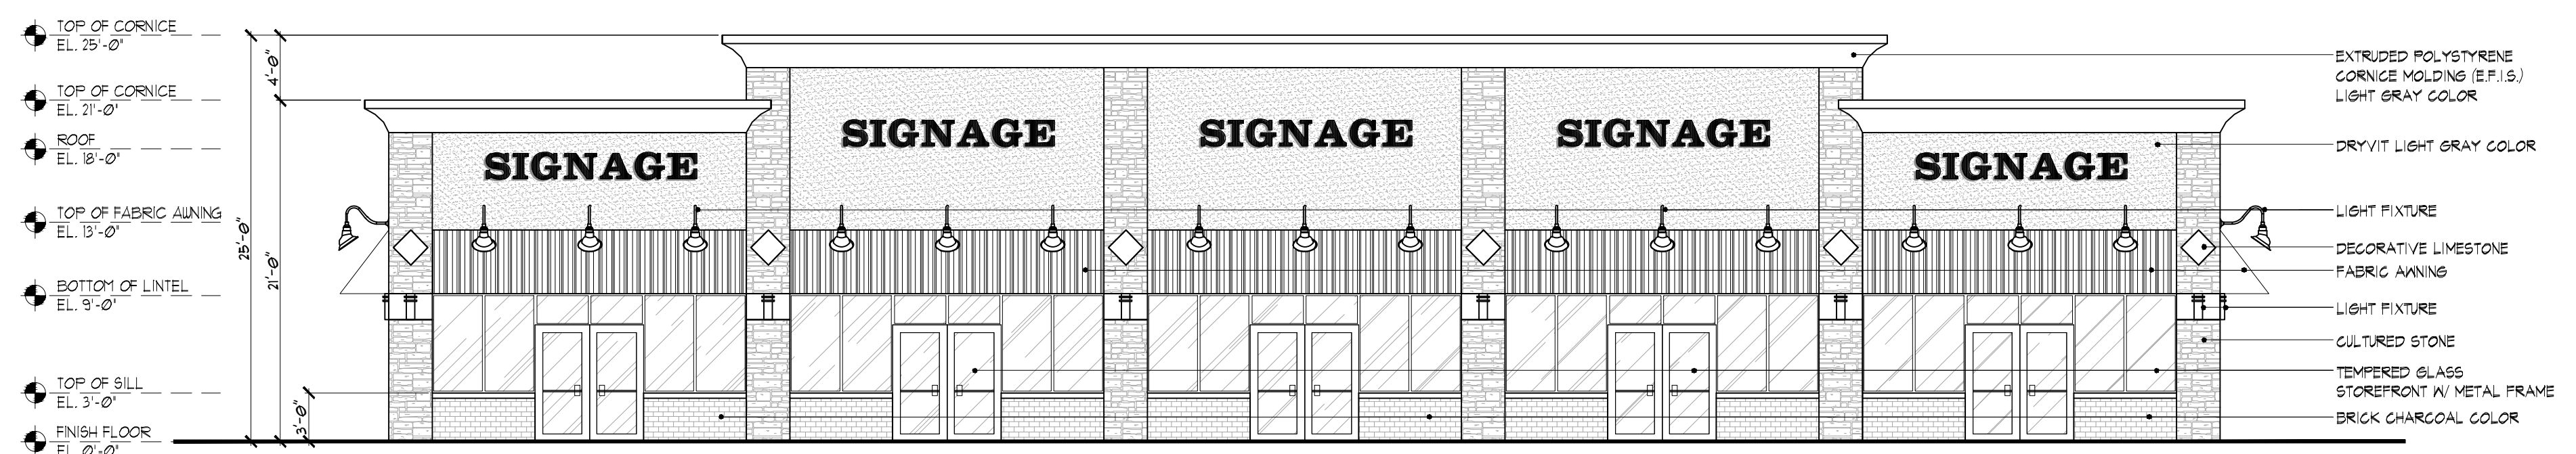 TOP OF CORNICE
EL. 25'-0"
TOP OF CORNICE
EL. 21'-0"
ROOF
EL. 18'-0"
TOP OF FABRIC AWNING
EL. 13'-0"
BOTTOM OF LINTEL
EL. 9'-0"
TOP OF SILL
EL. 3'-0"
FINISH FLOOR
EL. 0'-0"
25'-0"
4'-0"
21'-0"
3'-0"
SIGNAGE
SIGNAGE
SIGNAGE
SIGNAGE
SIGNAGE
EXTRUDED POLYSTYRENE
CORNICE MOLDING (E.F.I.S.)
LIGHT GRAY COLOR
DRYVIT LIGHT GRAY COLOR
LIGHT FIXTURE
DECORATIVE LIMESTONE
FABRIC AWNING
LIGHT FIXTURE
CULTURED STONE
TEMPERED GLASS
STOREFRONT W/ METAL FRAME
BRICK CHARCOAL COLOR